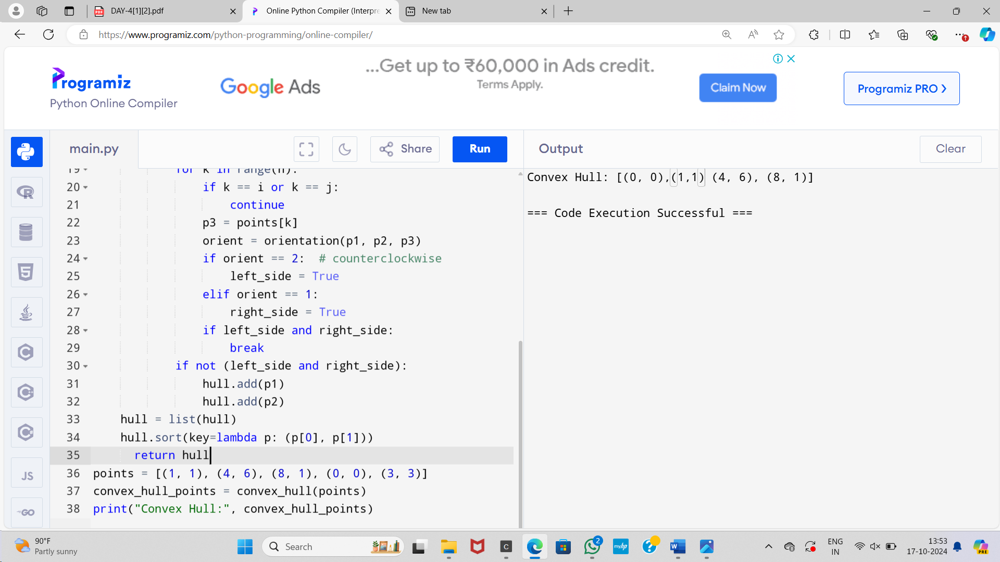 DAY-4[1][2].pdf
Online Python Compiler (Interpre
New tab
https://www.programiz.com/python-programming/online-compiler/
Programiz
Python Online Compiler
Google Ads
...Get up to ₹60,000 in Ads credit.
Terms Apply.
Claim Now
Programiz PRO
main.py
Share
Run
Output
Clear
19 for k in range(n):
20 if k == i or k == j:
21 continue
22 p3 = points[k]
23 orient = orientation(p1, p2, p3)
24 if orient == 2:  # counterclockwise
25 left_side = True
26 elif orient == 1:
27 right_side = True
28 if left_side and right_side:
29 break
30 if not (left_side and right_side):
31 hull.add(p1)
32 hull.add(p2)
33 hull = list(hull)
34 hull.sort(key=lambda p: (p[0], p[1]))
35 return hull
36 points = [(1, 1), (4, 6), (8, 1), (0, 0), (3, 3)]
37 convex_hull_points = convex_hull(points)
38 print("Convex Hull:", convex_hull_points)
Convex Hull: [(0, 0),(1,1) (4, 6), (8, 1)]
=== Code Execution Successful ===
R
5
C
C++
C#
JS
GO
90°F
Partly sunny
Search
C
2
myhp
?
W
PRE
ENG
IN
13:53
17-10-2024